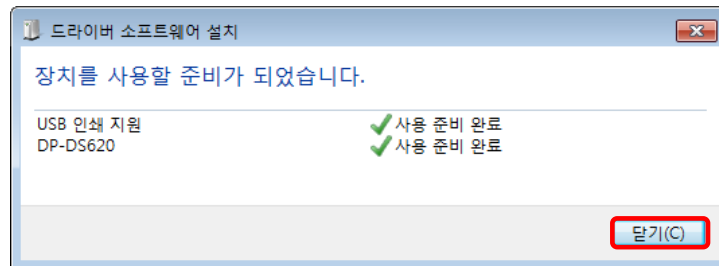 드라이버 소프트웨어 설치
장치를 사용할 준비가 되었습니다.
USB 인쇄 지원 사용 준비 완료
DP-DS620 사용 준비 완료
닫기(C)